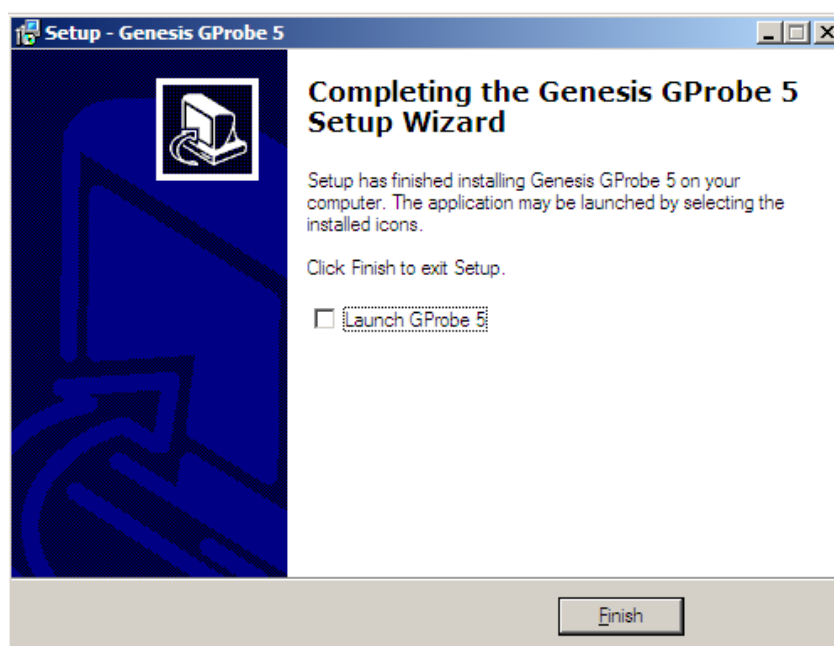 Setup - Genesis GProbe 5
Completing the Genesis GProbe 5
Setup Wizard
Setup has finished installing Genesis GProbe 5 on your
computer. The application may be launched by selecting the
installed icons.
Click Finish to exit Setup.
Launch GProbe 5
Finish